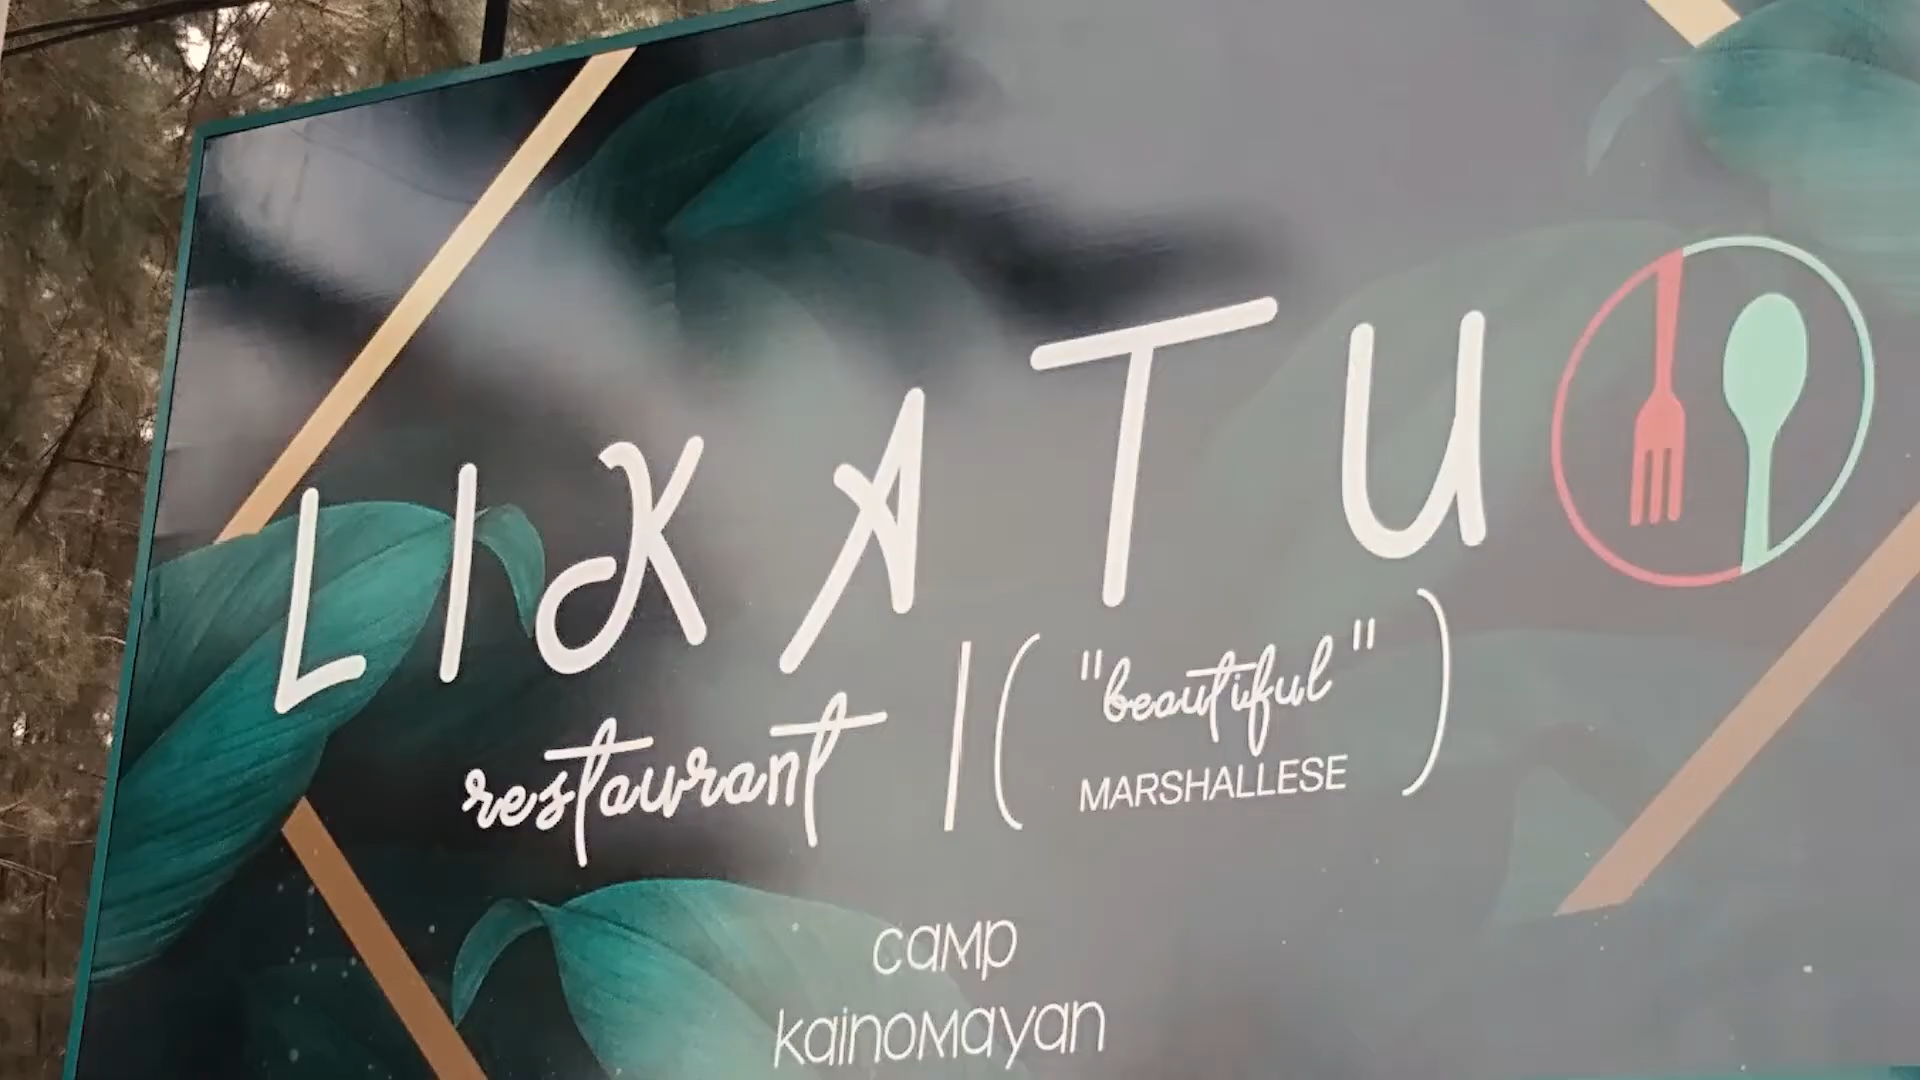 LIKATU
restaurant | ( "beautiful" )
MARSHALLESE
camp
kainomayan